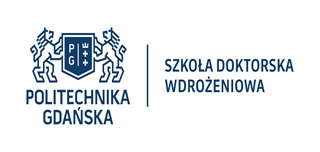 P G
POLITECHNIKA
GDAŃSKA
SZKOŁA DOKTORSKA
WDROŻENIOWA